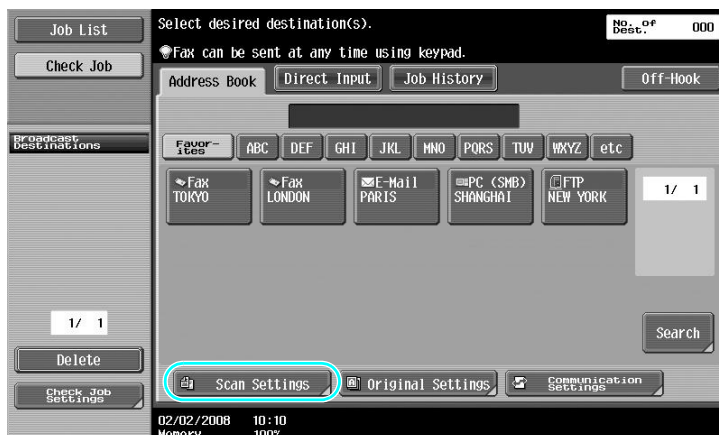 Job List
Check Job
Broadcast
Destinations
1/ 1
Delete
Check Job
Settings
Select desired destination(s).
No. of
Dest.
000
Fax can be sent at any time using keypad.
Address Book
Direct Input
Job History
Off-Hook
Favor-
ites
ABC
DEF
GHI
JKL
MNO
PQRS
TUV
WXYZ
etc
Fax
TOKYO
Fax
LONDON
E-Mail
PARIS
PC (SMB)
SHANGHAI
FTP
NEW YORK
1/ 1
Search
Scan Settings
Original Settings
Communication
Settings
02/02/2008 10:10
Memory 100%